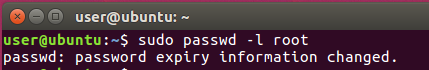 user@ubuntu: ~
user@ubuntu:~$ sudo passwd -l root
passwd: password expiry information changed.